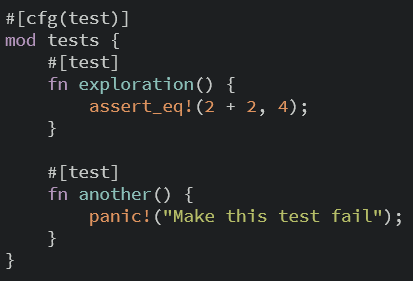 #[cfg(test)]
mod tests {
    #[test]
    fn exploration() {
        assert_eq!(2 + 2, 4);
    }

    #[test]
    fn another() {
        panic!("Make this test fail");
    }
}